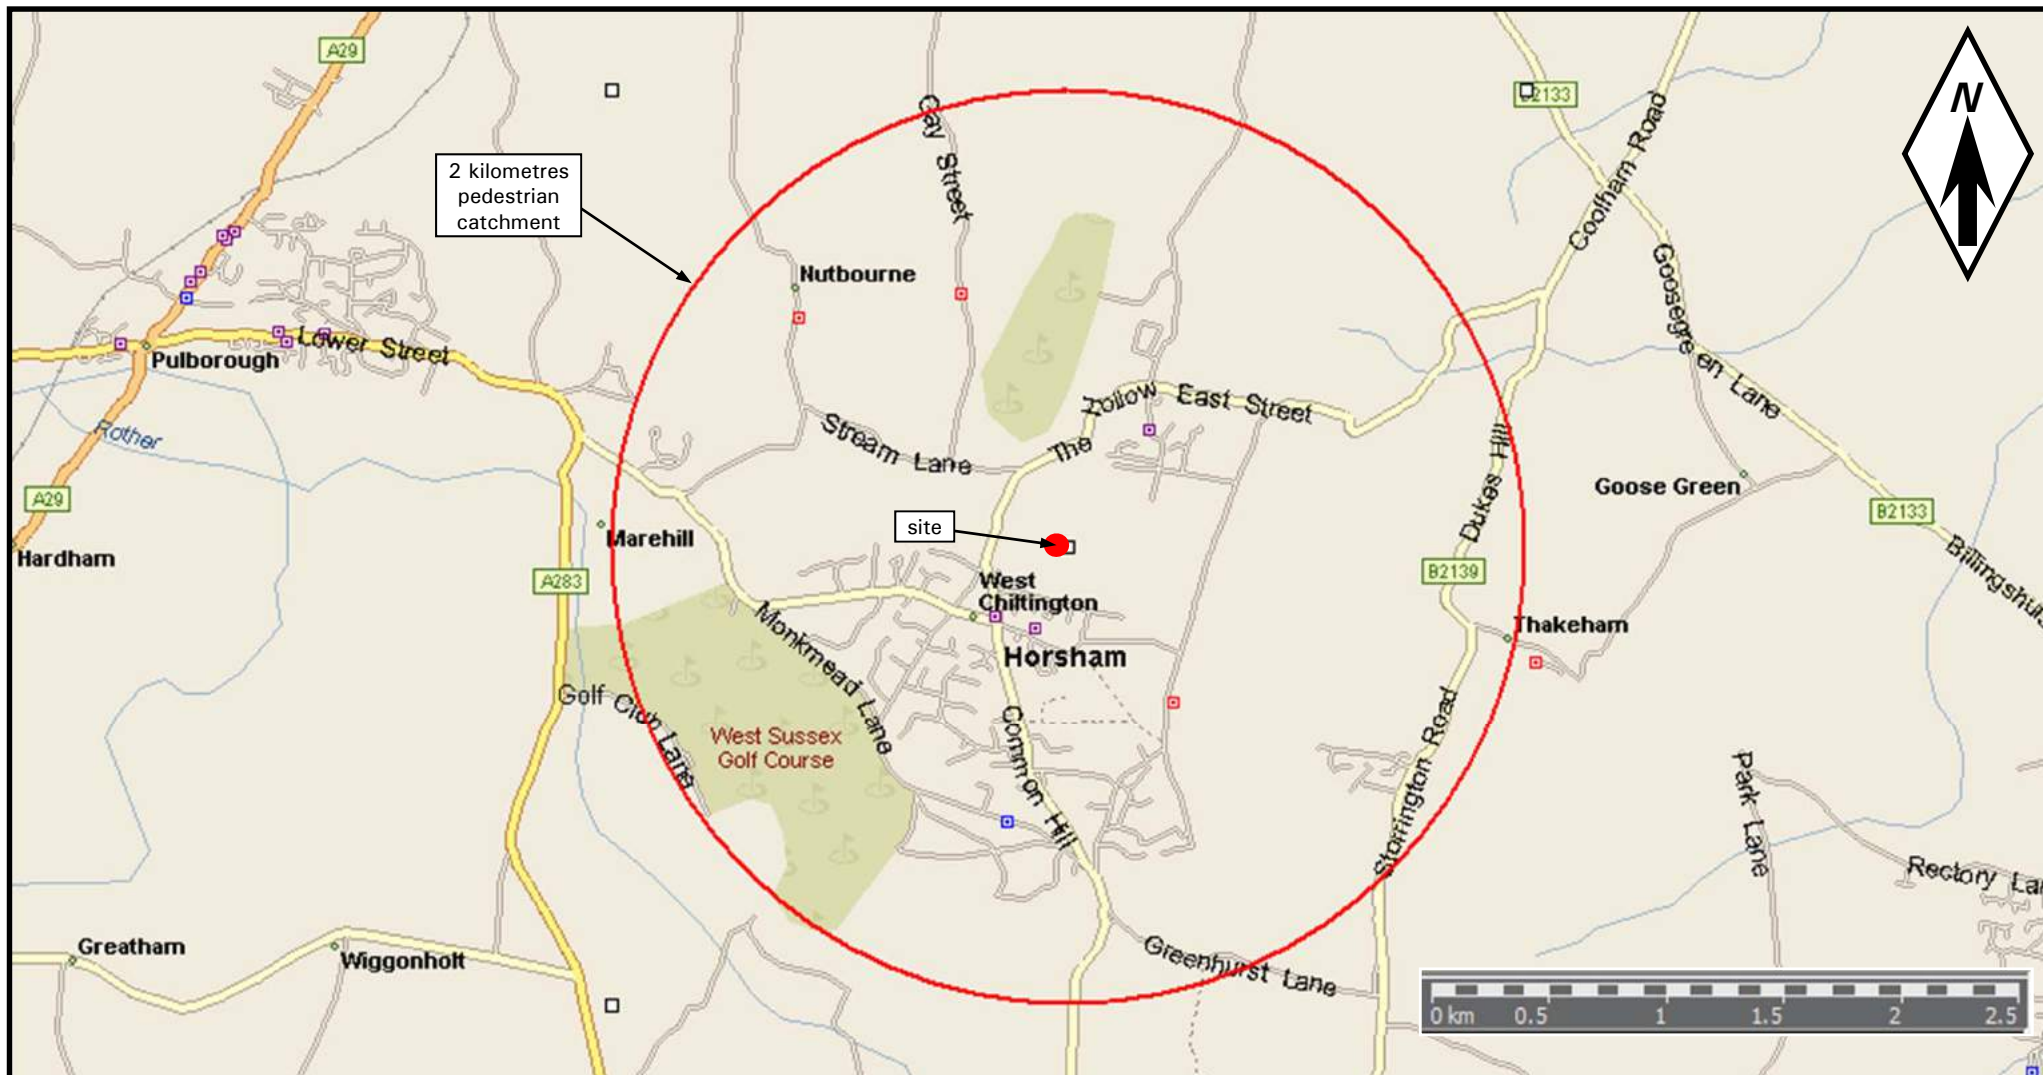 A29
B2133
N
Gay Street
Coolham Road
2 kilometres
pedestrian
catchment
Goosegreen Lane
Nutbourne
Lower Street
Pulborough
The Hollow
East Street
Stream Lane
Rother
Dukes Hill
Goose Green
A29
B2133
site
Marehill
Hardham
A283
B2139
Billingshur
West
Chiltington
Monkmead Lane
Thakeham
Horsham
Golf Club Lane
West Sussex
Golf Course
Common Hill
Storrington Road
Park Lane
Rectory La
Greatham
Wiggonholt
Greenhurst Lane
0 km 0.5 1 1.5 2 2.5